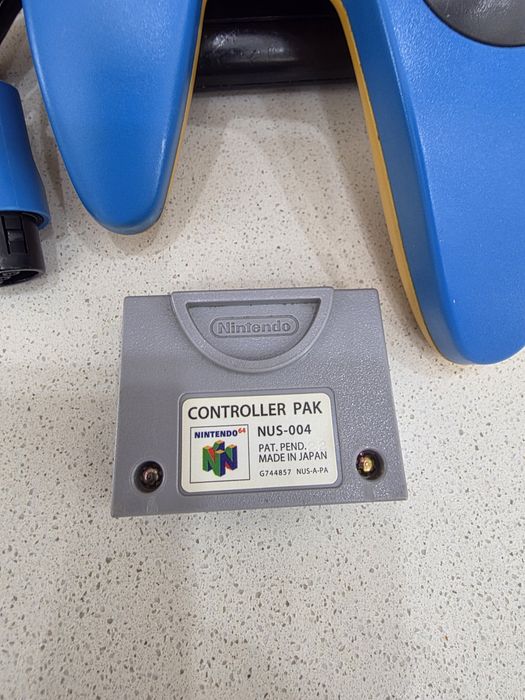 Nintendo
CONTROLLER PAK
NINTENDO64
NUS-004
PAT. PEND.
MADE IN JAPAN
G744857 NUS-A-PA